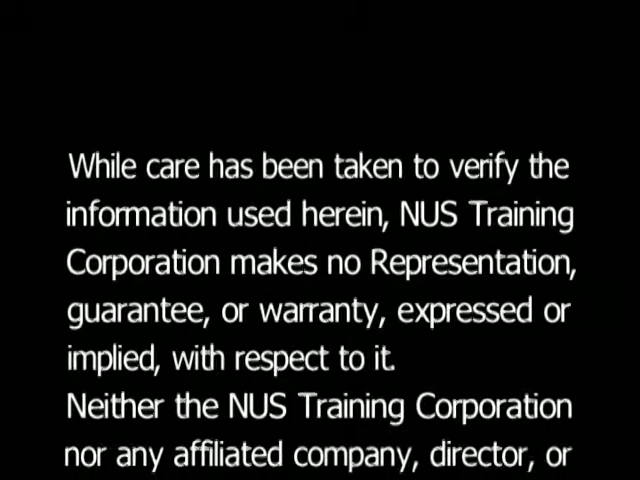 While care has been taken to verify the
information used herein, NUS Training
Corporation makes no Representation,
guarantee, or warranty, expressed or
implied, with respect to it.
Neither the NUS Training Corporation
nor any affiliated company, director, or